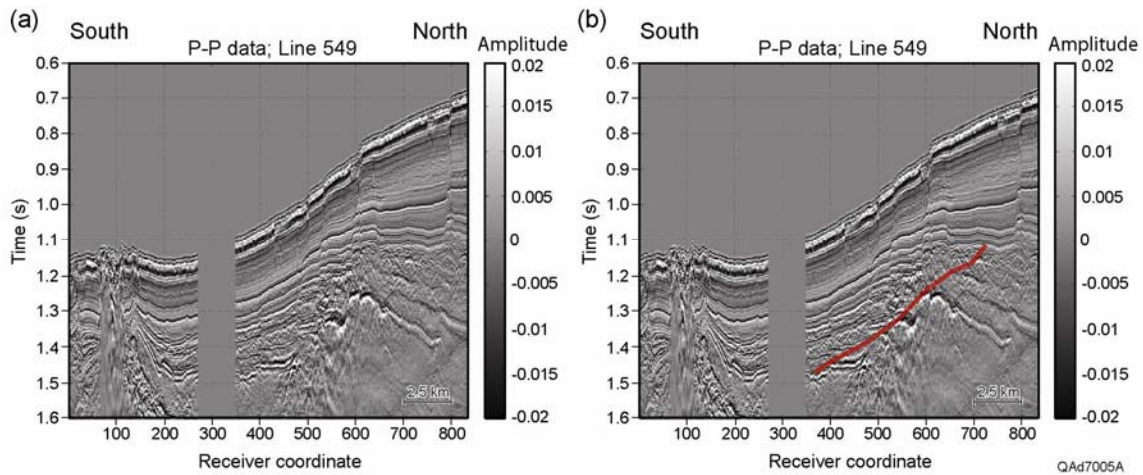 (a)
South
North
P-P data; Line 549
Amplitude
Time (s)
0.6
0.7
0.8
0.9
1.0
1.1
1.2
1.3
1.4
1.5
1.6
100 200 300 400 500 600 700 800
Receiver coordinate
2.5 km
0.02
0.015
0.01
0.005
0
-0.005
-0.01
-0.015
-0.02
(b)
South
North
P-P data; Line 549
Amplitude
Time (s)
0.6
0.7
0.8
0.9
1.0
1.1
1.2
1.3
1.4
1.5
1.6
100 200 300 400 500 600 700 800
Receiver coordinate
2.5 km
0.02
0.015
0.01
0.005
0
-0.005
-0.01
-0.015
-0.02
QAd7005A